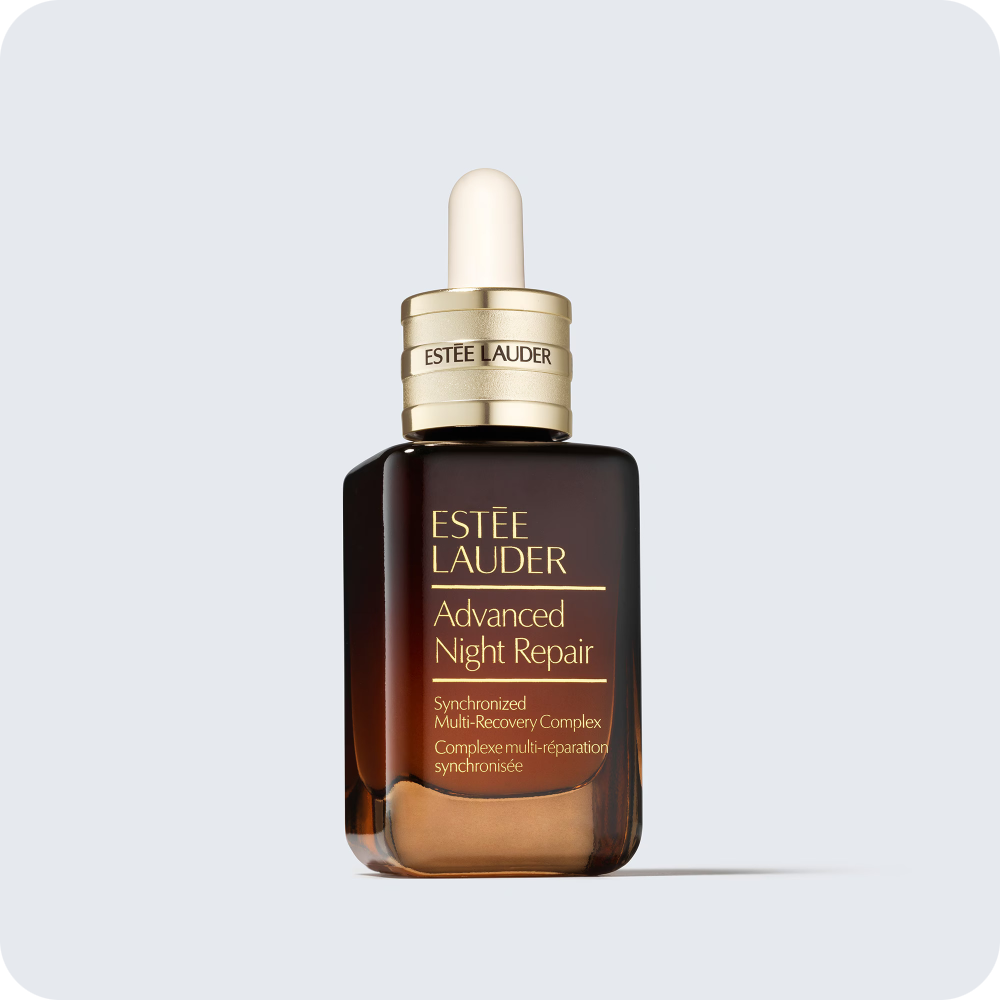 ESTĒE LAUDER
ESTĒE
LAUDER
Advanced
Night Repair
Synchronized
Multi-Recovery Complex
Complexe multi-réparation
synchronisée